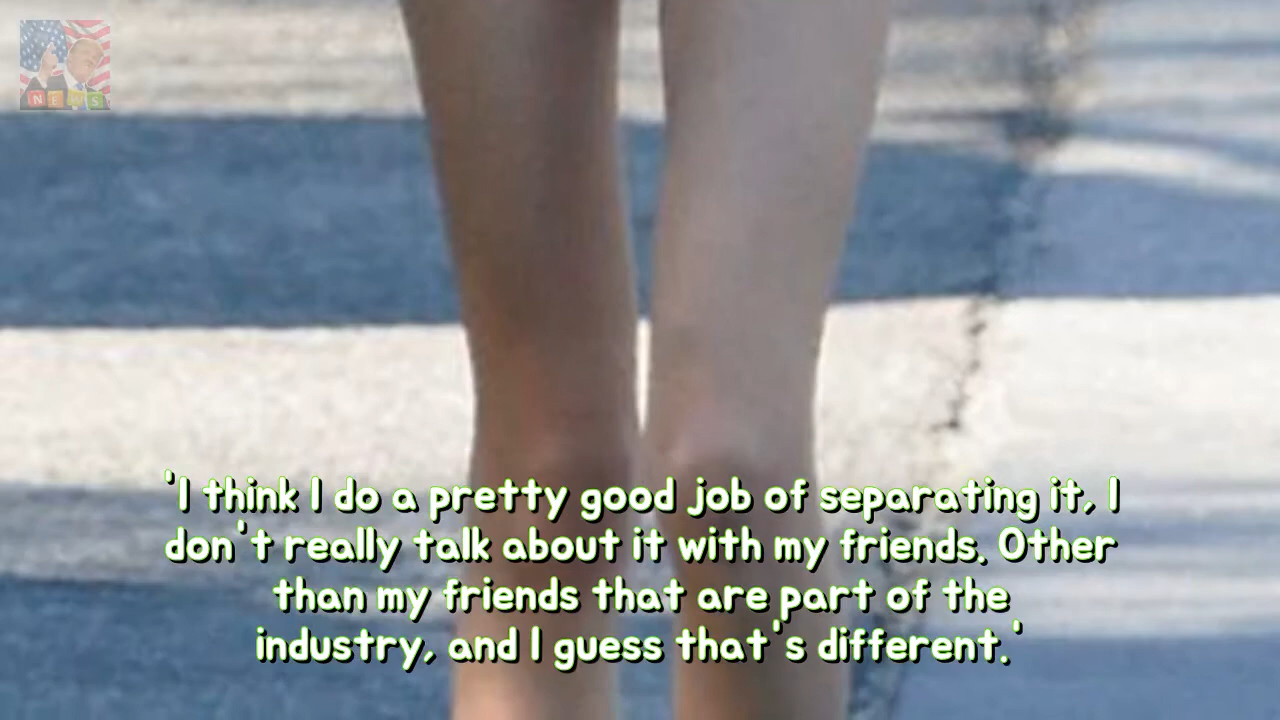 NEWS
'I think I do a pretty good job of separating it, I
don't really talk about it with my friends. Other
than my friends that are part of the
industry, and I guess that's different.'